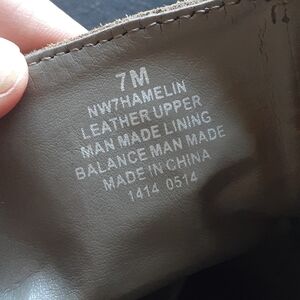 7M
NW7HAMELIN
LEATHER UPPER
MAN MADE LINING
BALANCE MAN MADE
MADE IN CHINA
1414 0514